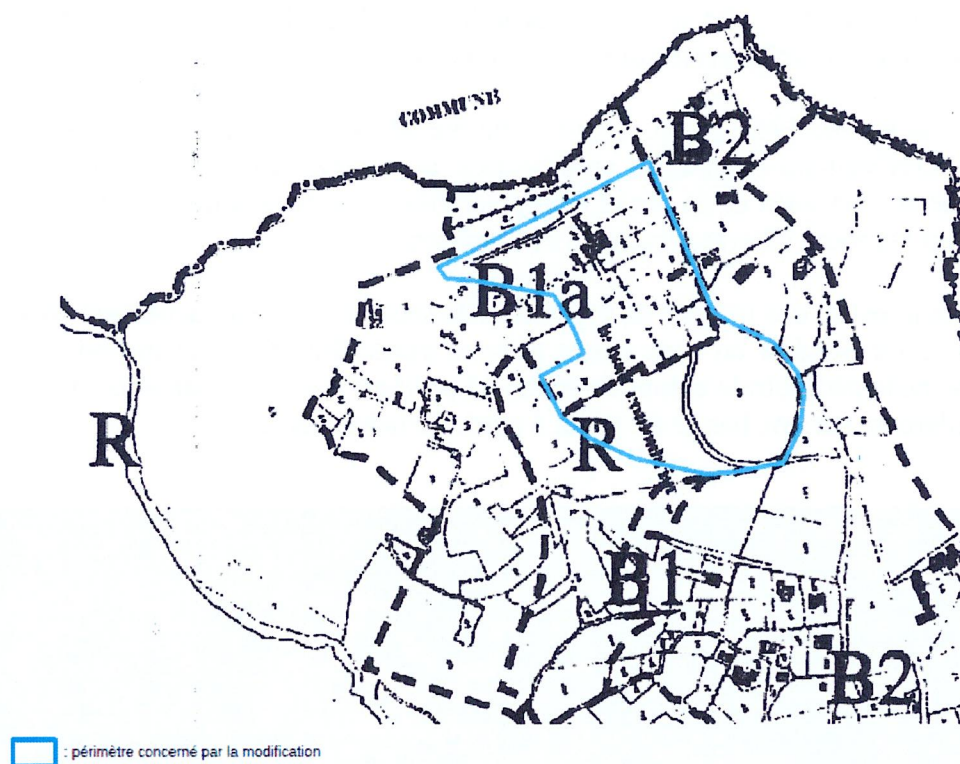 COMMUNE
B2
B1a
R
R
B1
B2
: périmètre concerné par la modification